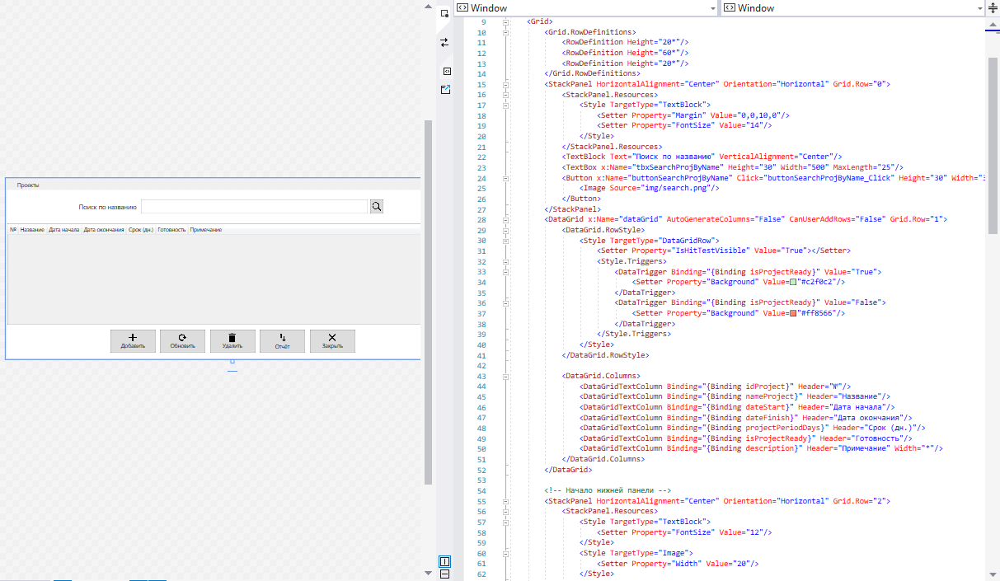 Window
Window
Проекты
Поиск по названию
№ Название Дата начала Дата окончания Срок (дн.) Готовность Примечание
Добавить Обновить Удалить Отчёт Закрыть
9 <Grid>
10 <Grid.RowDefinitions>
11 <RowDefinition Height="20*"/>
12 <RowDefinition Height="60*"/>
13 <RowDefinition Height="20*"/>
14 </Grid.RowDefinitions>
15 <StackPanel HorizontalAlignment="Center" Orientation="Horizontal" Grid.Row="0">
16 <StackPanel.Resources>
17 <Style TargetType="TextBlock">
18 <Setter Property="Margin" Value="0,0,10,0"/>
19 <Setter Property="FontSize" Value="14"/>
20 </Style>
21 </StackPanel.Resources>
22 <TextBlock Text="Поиск по названию" VerticalAlignment="Center"/>
23 <TextBox x:Name="tbxSearchProjByName" Height="30" Width="500" MaxLength="25"/>
24 <Button x:Name="buttonSearchProjByName" Click="buttonSearchProjByName_Click" Height="30" Width="3
25 <Image Source="img/search.png"/>
26 </Button>
27 </StackPanel>
28 <DataGrid x:Name="dataGrid" AutoGenerateColumns="False" CanUserAddRows="False" Grid.Row="1">
29 <DataGrid.RowStyle>
30 <Style TargetType="DataGridRow">
31 <Setter Property="IsHitTestVisible" Value="True"></Setter>
32 <Style.Triggers>
33 <DataTrigger Binding="{Binding isProjectReady}" Value="True">
34 <Setter Property="Background" Value="#c2f0c2"/>
35 </DataTrigger>
36 <DataTrigger Binding="{Binding isProjectReady}" Value="False">
37 <Setter Property="Background" Value="#ff8566"/>
38 </DataTrigger>
39 </Style.Triggers>
40 </Style>
41 </DataGrid.RowStyle>
42
43 <DataGrid.Columns>
44 <DataGridTextColumn Binding="{Binding idProject}" Header="№"/>
45 <DataGridTextColumn Binding="{Binding nameProject}" Header="Название"/>
46 <DataGridTextColumn Binding="{Binding dateStart}" Header="Дата начала"/>
47 <DataGridTextColumn Binding="{Binding dateFinish}" Header="Дата окончания"/>
48 <DataGridTextColumn Binding="{Binding projectPeriodDays}" Header="Срок (дн.)"/>
49 <DataGridTextColumn Binding="{Binding isProjectReady}" Header="Готовность"/>
50 <DataGridTextColumn Binding="{Binding description}" Header="Примечание" Width="*"/>
51 </DataGrid.Columns>
52 </DataGrid>
53
54 <!-- Начало нижней панели -->
55 <StackPanel HorizontalAlignment="Center" Orientation="Horizontal" Grid.Row="2">
56 <StackPanel.Resources>
57 <Style TargetType="TextBlock">
58 <Setter Property="FontSize" Value="12"/>
59 </Style>
60 <Style TargetType="Image">
61 <Setter Property="Width" Value="20"/>
62 </Style>